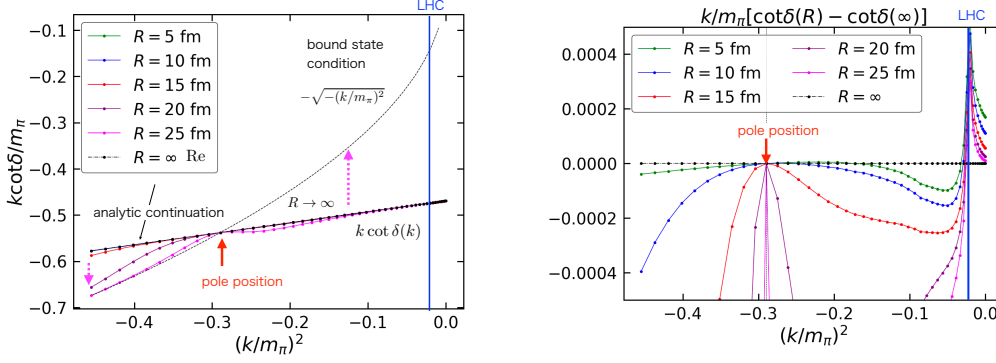 LHC
−0.1
−0.2
−0.3
−0.4
−0.5
−0.6
−0.7
kcotδ/mπ
R = 5 fm
R = 10 fm
R = 15 fm
R = 20 fm
R = 25 fm
R = ∞ Re
bound state
condition
−√−(k/mπ)²
analytic continuation
R → ∞
k cot δ(k)
pole position
−0.4
−0.3
−0.2
−0.1
0.0
(k/mπ)²
k/mπ[cotδ(R) − cotδ(∞)]
LHC
0.0004
0.0002
0.0000
−0.0002
−0.0004
R = 5 fm
R = 10 fm
R = 15 fm
R = 20 fm
R = 25 fm
R = ∞
pole position
−0.4
−0.3
−0.2
−0.1
0.0
(k/mπ)²